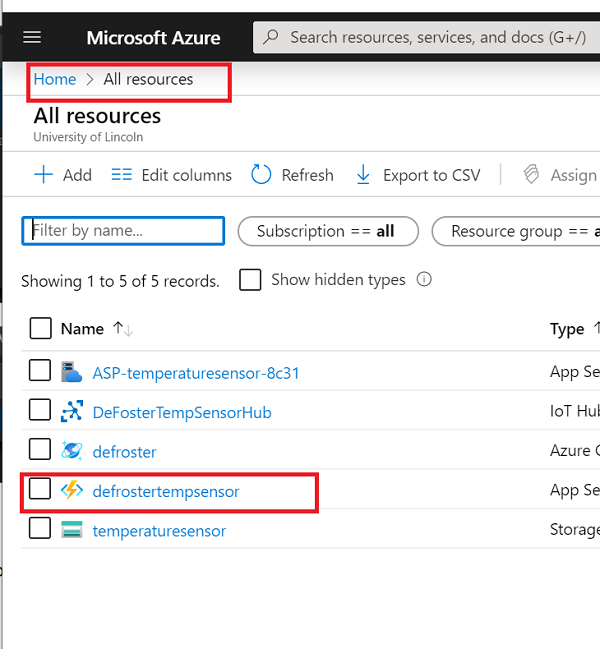 Microsoft Azure Search resources, services, and docs (G+/)
Home > All resources
All resources
University of Lincoln
Add Edit columns Refresh Export to CSV Assign
Filter by name... Subscription == all Resource group ==
Showing 1 to 5 of 5 records. Show hidden types
Name ↑↓ Type ↑
ASP-temperaturesensor-8c31 App Se
DeFosterTempSensorHub IoT Hu
defroster Azure C
defrostertempsensor App Se
temperaturesensor Storage